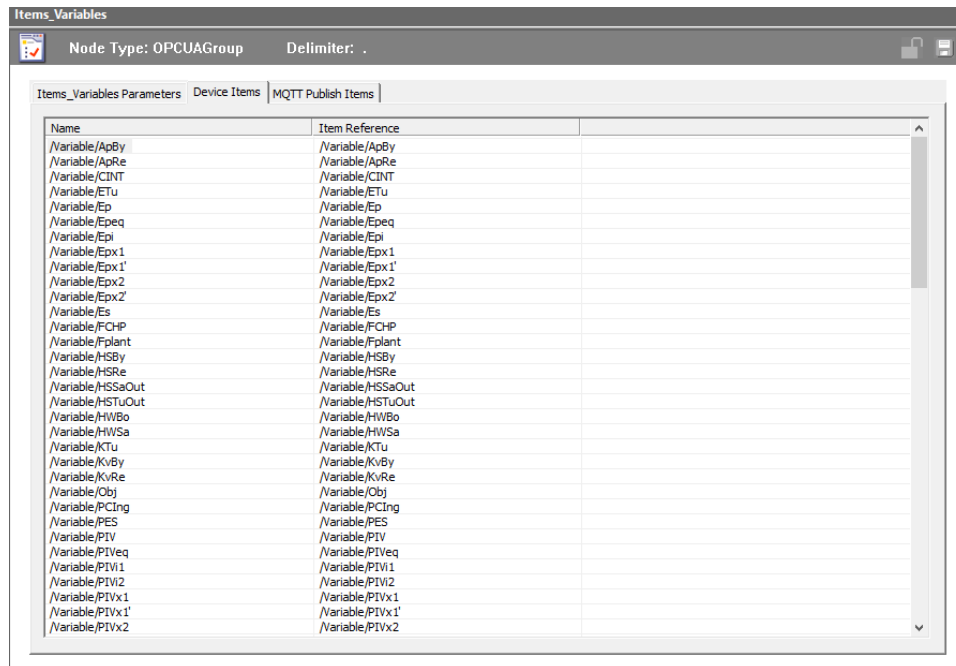 Items_Variables
Node Type: OPCUAGroup Delimiter: .
Items_Variables Parameters Device Items MQTT Publish Items
Name Item Reference
/Variable/ApBy /Variable/ApBy
/Variable/ApRe /Variable/ApRe
/Variable/CINT /Variable/CINT
/Variable/ETu /Variable/ETu
/Variable/Ep /Variable/Ep
/Variable/Epeq /Variable/Epeq
/Variable/Epi /Variable/Epi
/Variable/Epx1 /Variable/Epx1
/Variable/Epx1' /Variable/Epx1'
/Variable/Epx2 /Variable/Epx2
/Variable/Epx2' /Variable/Epx2'
/Variable/Es /Variable/Es
/Variable/FCHP /Variable/FCHP
/Variable/Fplant /Variable/Fplant
/Variable/HSBy /Variable/HSBy
/Variable/HSRe /Variable/HSRe
/Variable/HSSaOut /Variable/HSSaOut
/Variable/HSTuOut /Variable/HSTuOut
/Variable/HWBo /Variable/HWBo
/Variable/HWSa /Variable/HWSa
/Variable/KTu /Variable/KTu
/Variable/KvBy /Variable/KvBy
/Variable/KvRe /Variable/KvRe
/Variable/Obj /Variable/Obj
/Variable/PCIng /Variable/PCIng
/Variable/PES /Variable/PES
/Variable/PIV /Variable/PIV
/Variable/PIVeq /Variable/PIVeq
/Variable/PIVi1 /Variable/PIVi1
/Variable/PIVi2 /Variable/PIVi2
/Variable/PIVx1 /Variable/PIVx1
/Variable/PIVx1' /Variable/PIVx1'
/Variable/PIVx2 /Variable/PIVx2